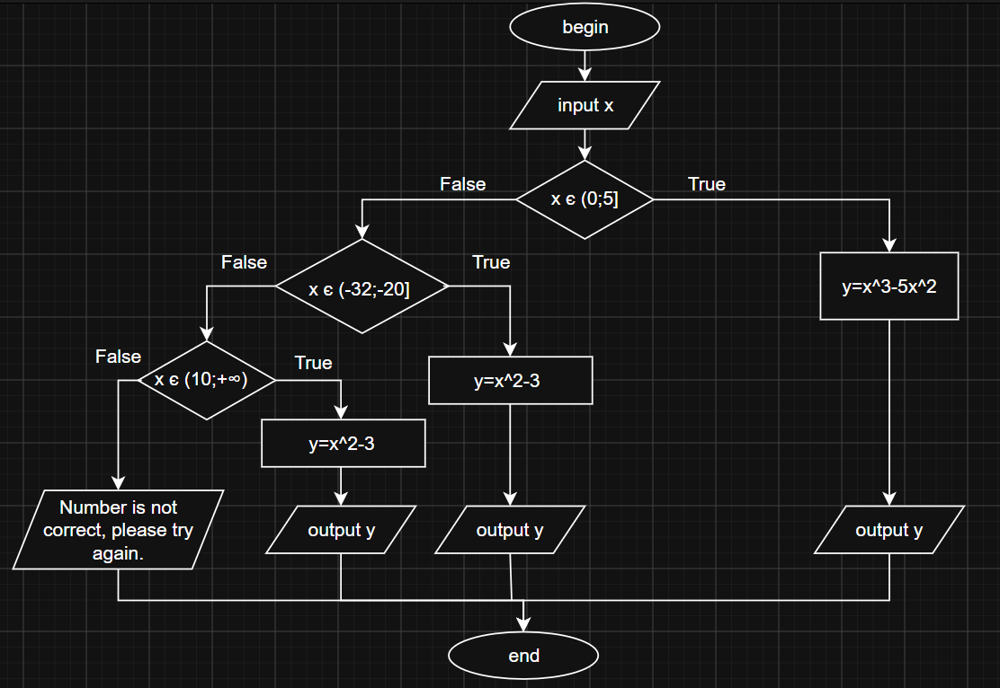 begin
input x
False
True
x є (0;5]
False
True
x є (-32;-20]
y=x^3-5x^2
False
True
x є (10;+∞)
y=x^2-3
y=x^2-3
Number is not
correct, please try
again.
output y
output y
output y
end